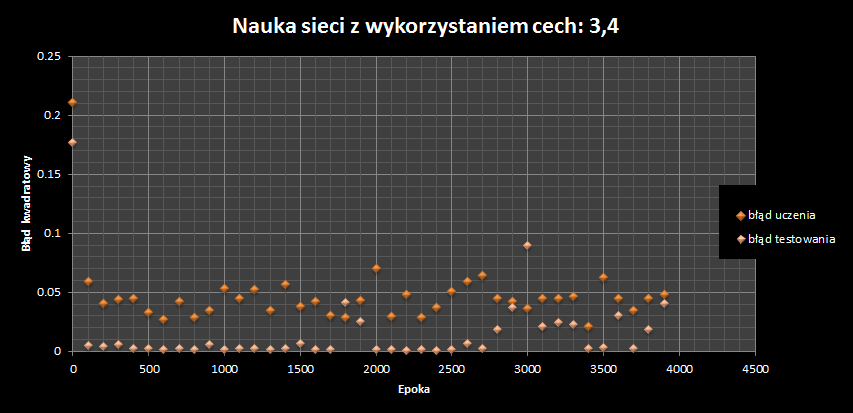 Nauka sieci z wykorzystaniem cech: 3,4
0.25
0.2
0.15
0.1
0.05
0
Błąd kwadratowy
0 500 1000 1500 2000 2500 3000 3500 4000 4500
Epoka
błąd uczenia
błąd testowania